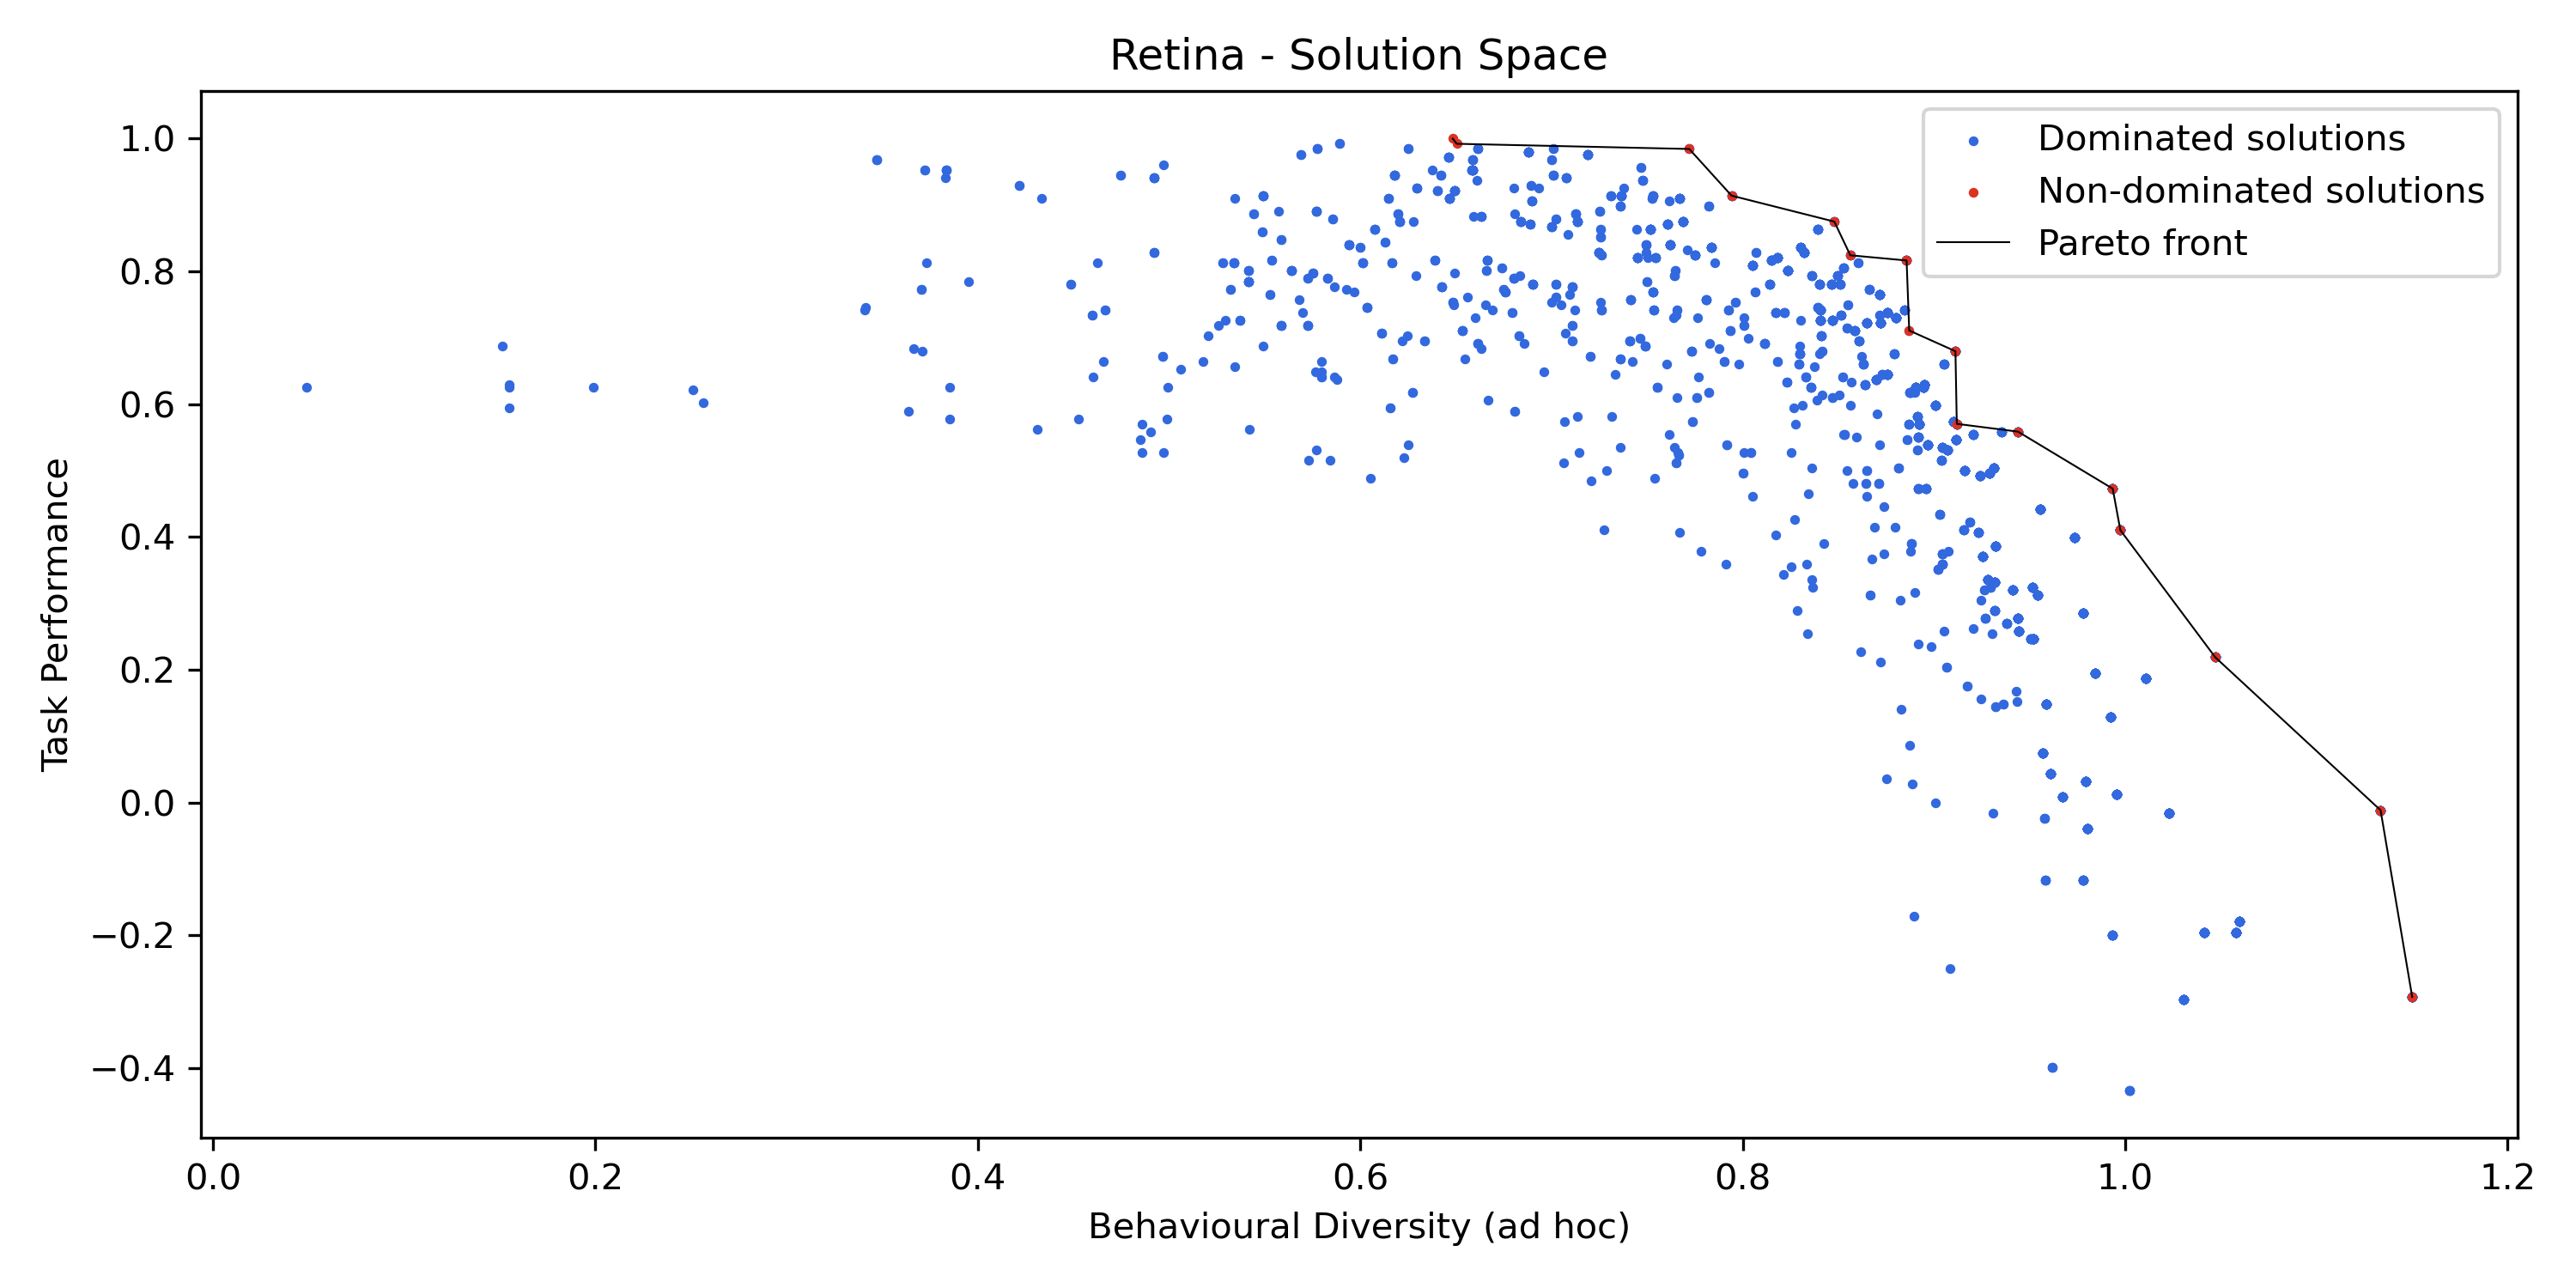 Retina - Solution Space
Dominated solutions
Non-dominated solutions
Pareto front
Task Performance
1.0
0.8
0.6
0.4
0.2
0.0
−0.2
−0.4
0.0 0.2 0.4 0.6 0.8 1.0 1.2
Behavioural Diversity (ad hoc)